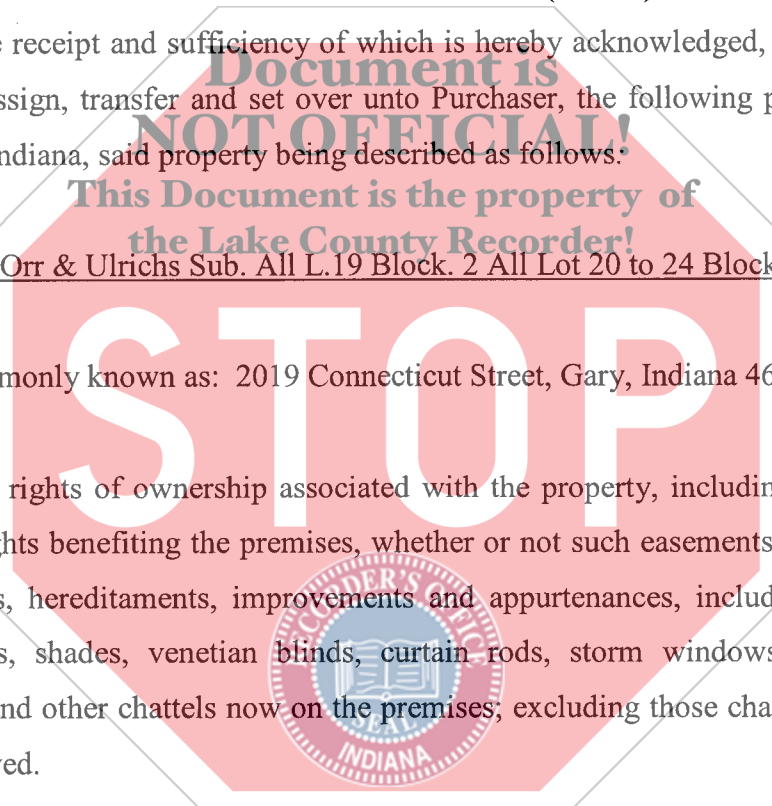 e receipt and sufficiency of which is hereby acknowledged,
Document is
ssign, transfer and set over unto Purchaser, the following p
NOT OFFICIAL!
ndiana, said property being described as follows:
This Document is the property of
the Lake County Recorder!
Orr & Ulrichs Sub. All L.19 Block. 2 All Lot 20 to 24 Block
STOP
monly known as: 2019 Connecticut Street, Gary, Indiana 46
rights of ownership associated with the property, includin
ghts benefiting the premises, whether or not such easements
s, hereditaments, improvements and appurtenances, includ
s, shades, venetian blinds, curtain rods, storm windows
nd other chattels now on the premises; excluding those cha
ved.
RECORDER'S OFFICE
SEAL
INDIANA